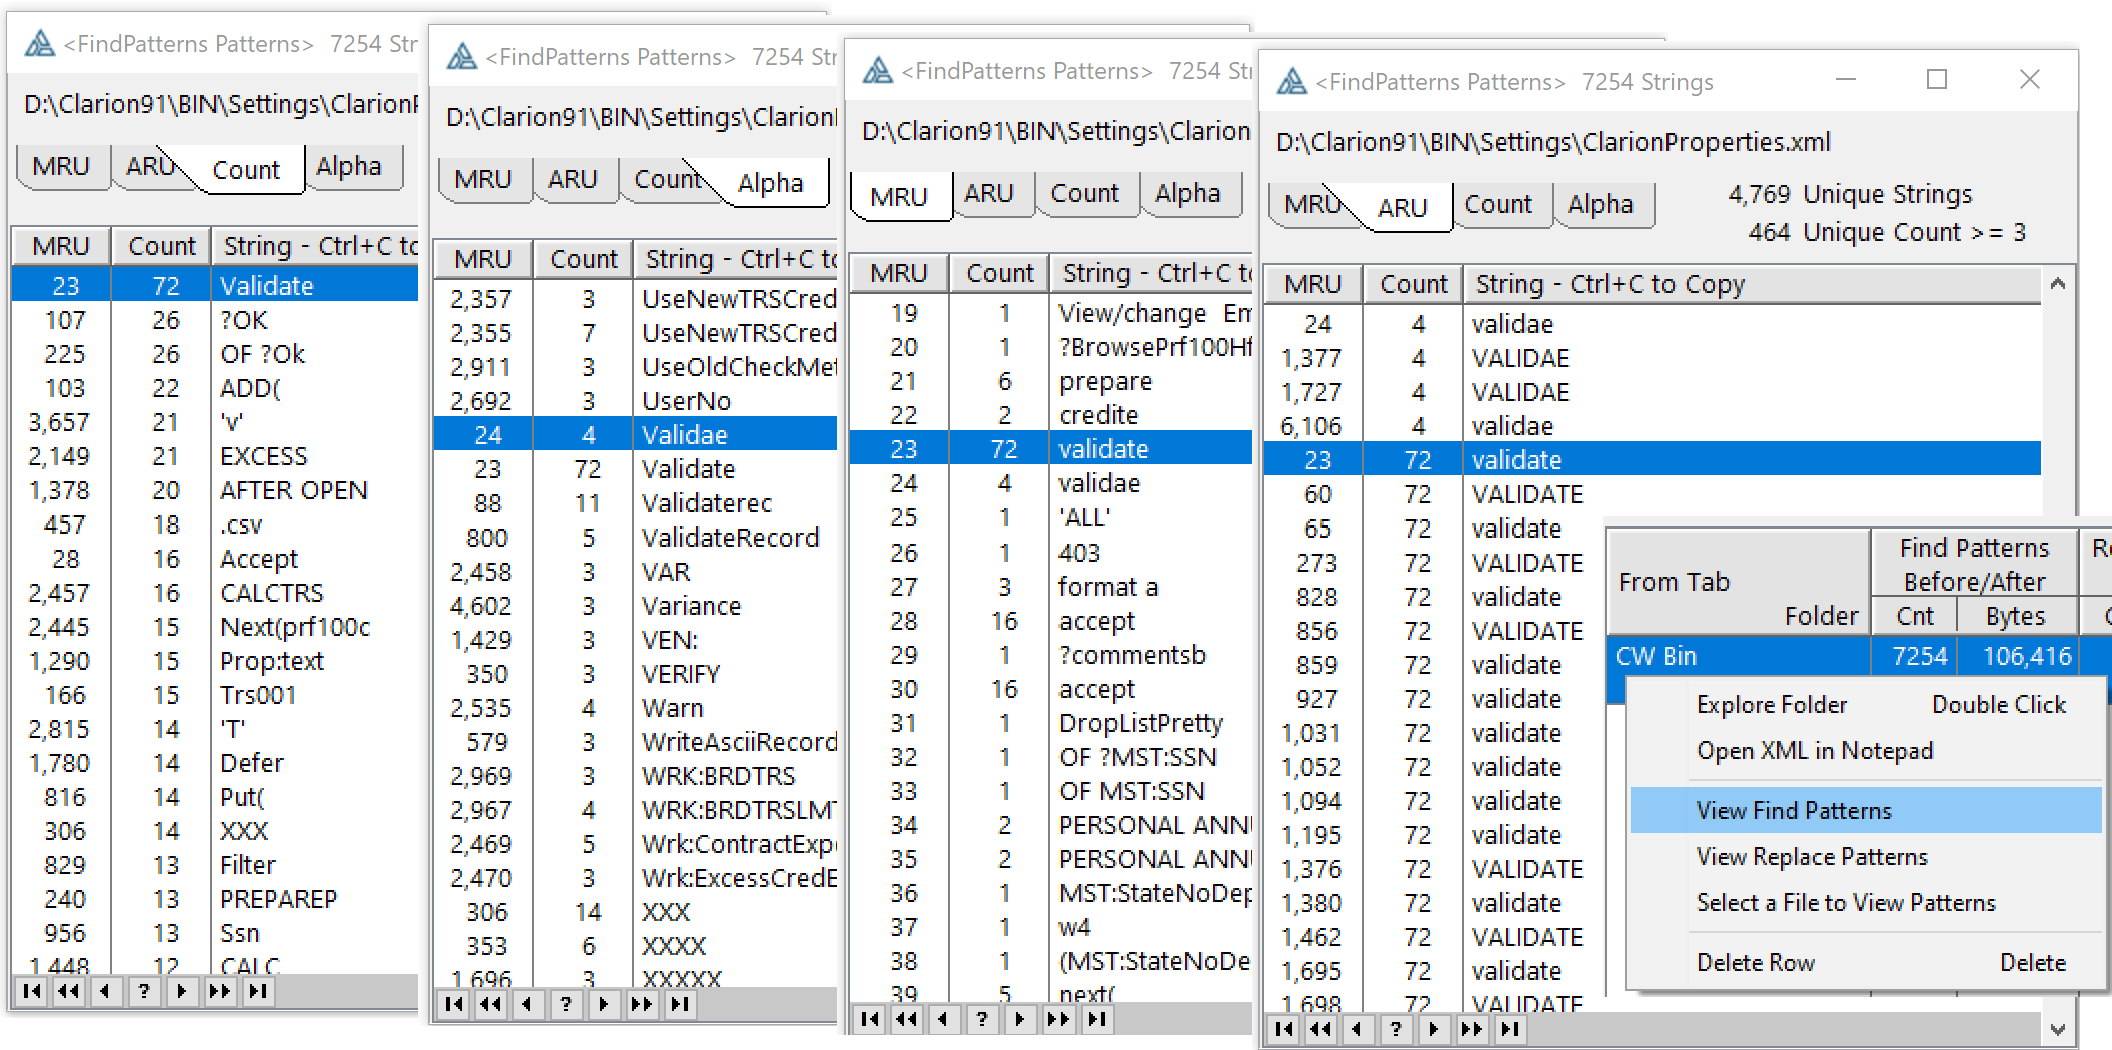 <FindPatterns Patterns> 7254 Str
D:\Clarion91\BIN\Settings\ClarionP
MRU ARU Count Alpha
MRU Count String - Ctrl+C to
23 72 Validate
107 26 ?OK
225 26 OF ?Ok
103 22 ADD(
3,657 21 'v'
2,149 21 EXCESS
1,378 20 AFTER OPEN
457 18 .csv
28 16 Accept
2,457 16 CALCTRS
2,445 15 Next(prf100c
1,290 15 Prop:text
166 15 Trs001
2,815 14 'T'
1,780 14 Defer
816 14 Put(
306 14 XXX
829 13 Filter
240 13 PREPAREP
956 13 Ssn
1,448 12 CALC
?
<FindPatterns Patterns> 7254 Str
D:\Clarion91\BIN\Settings\Clarion
MRU ARU Count Alpha
MRU Count String - Ctrl+C to
2,357 3 UseNewTRSCred
2,355 7 UseNewTRSCred
2,911 3 UseOldCheckMet
2,692 3 UserNo
24 4 Validae
23 72 Validate
88 11 Validaterec
800 5 ValidateRecord
2,458 3 VAR
4,602 3 Variance
1,429 3 VEN:
350 3 VERIFY
2,535 4 Warn
579 3 WriteAsciiRecord
2,969 3 WRK:BRDTRS
2,967 4 WRK:BRDTRSLMT
2,469 5 Wrk:ContractExp
2,470 3 Wrk:ExcessCredE
306 14 XXX
353 6 XXXX
1,696 3 XXXXX
?
<FindPatterns Patterns> 7254 Str
D:\Clarion91\BIN\Settings\Clarion
MRU ARU Count Alpha
MRU Count String - Ctrl+C to
19 1 View/change Em
20 1 ?BrowsePrf100Hf
21 6 prepare
22 2 credite
23 72 validate
24 4 validae
25 1 'ALL'
26 1 403
27 3 format a
28 16 accept
29 1 ?commentsb
30 16 accept
31 1 DropListPretty
32 1 OF ?MST:SSN
33 1 OF MST:SSN
34 2 PERSONAL ANNU
35 2 PERSONAL ANNU
36 1 MST:StateNoDep
37 1 w4
38 1 (MST:StateNoDe
39 5 next(
?
<FindPatterns Patterns> 7254 Strings
D:\Clarion91\BIN\Settings\ClarionProperties.xml
MRU ARU Count Alpha
4,769 Unique Strings
464 Unique Count >= 3
MRU Count String - Ctrl+C to Copy
24 4 validae
1,377 4 VALIDAE
1,727 4 VALIDAE
6,106 4 validae
23 72 validate
60 72 VALIDATE
65 72 validate
273 72 VALIDATE
828 72 validate
856 72 VALIDATE
859 72 validate
927 72 validate
1,031 72 validate
1,052 72 validate
1,094 72 validate
1,195 72 validate
1,376 72 VALIDATE
1,380 72 validate
1,462 72 VALIDATE
1,695 72 validate
1,698 72 VALIDATE
?
From Tab
Folder
Find Patterns
Before/After
Cnt Bytes
CW Bin 7254 106,416
Explore Folder Double Click
Open XML in Notepad
View Find Patterns
View Replace Patterns
Select a File to View Patterns
Delete Row Delete